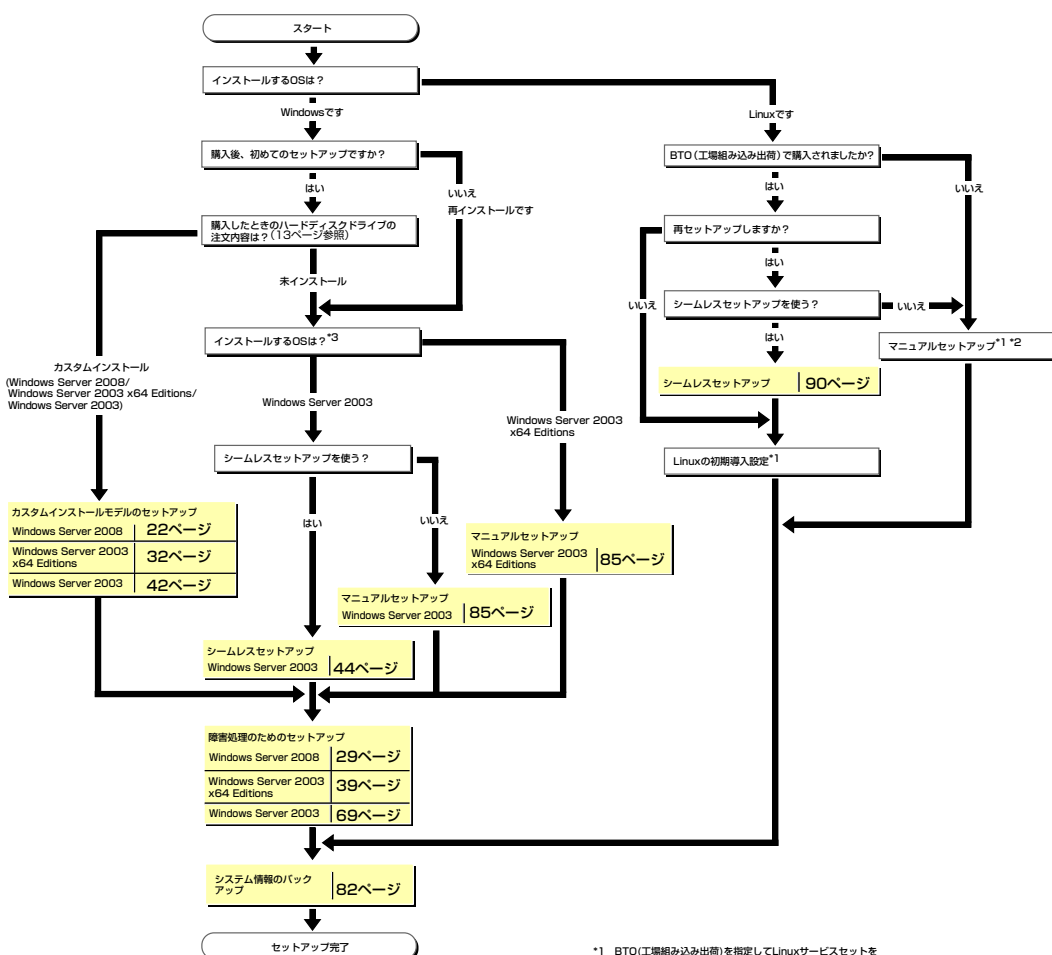 スタート
インストールするOSは？
Windowsです
Linuxです
購入後、初めてのセットアップですか？
BTO（工場組み込み出荷）で購入されましたか？
はい
いいえ
再インストールです
はい
いいえ
購入したときのハードディスクドライブの
注文内容は？（13ページ参照）
再セットアップしますか？
未インストール
はい
いいえ
シームレスセットアップを使う？
いいえ
インストールするOSは？*3
はい
マニュアルセットアップ*1 *2
カスタムインストール
(Windows Server 2008/
Windows Server 2003 x64 Editions/
Windows Server 2003)
シームレスセットアップ 90ページ
Windows Server 2003
Windows Server 2003
x64 Editions
シームレスセットアップを使う？
Linuxの初期導入設定*1
はい
いいえ
カスタムインストールモデルのセットアップ
Windows Server 2008 22ページ
Windows Server 2003
x64 Editions 32ページ
Windows Server 2003 42ページ
マニュアルセットアップ
Windows Server 2003
x64 Editions 85ページ
マニュアルセットアップ
Windows Server 2003 85ページ
シームレスセットアップ
Windows Server 2003 44ページ
障害処理のためのセットアップ
Windows Server 2008 29ページ
Windows Server 2003
x64 Editions 39ページ
Windows Server 2003 69ページ
システム情報のバック
アップ 82ページ
セットアップ完了
*1 BTO(工場組み込み出荷)を指定してLinuxサービスセットを